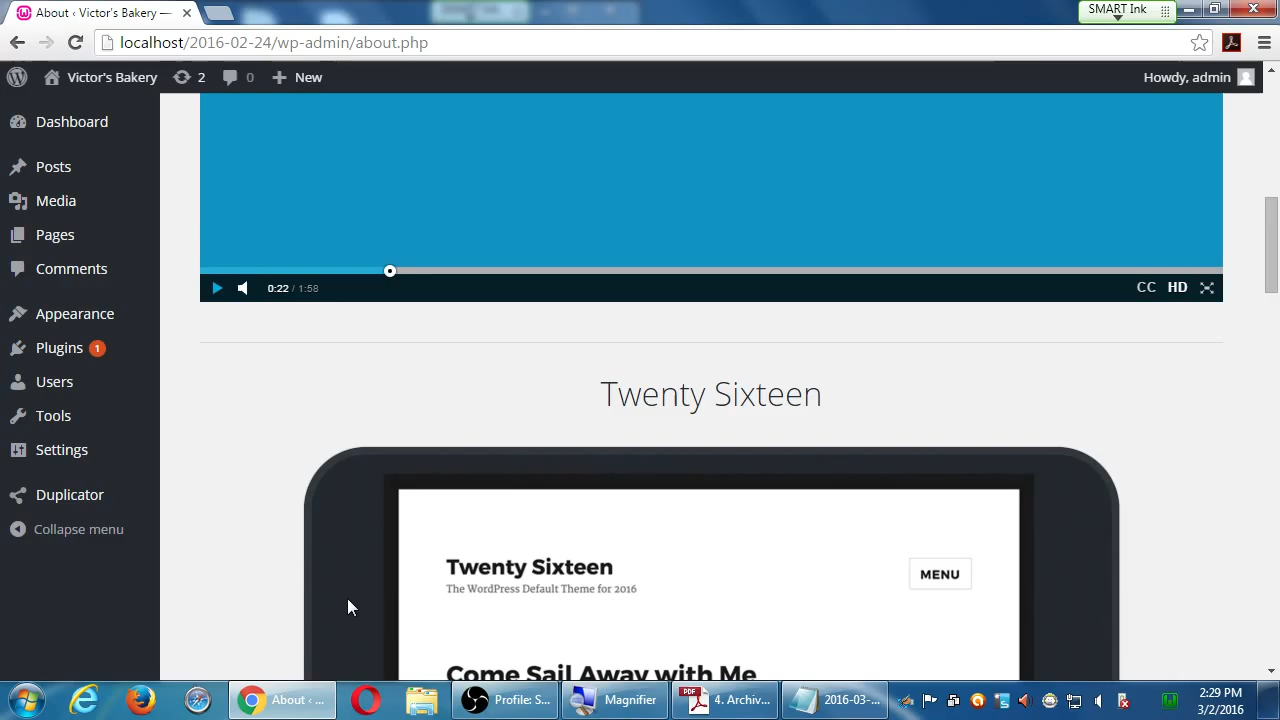 About ‹ Victor's Bakery —
SMART Ink
localhost/2016-02-24/wp-admin/about.php
Victor's Bakery 2 0 New Howdy, admin
Dashboard
Posts
Media
Pages
Comments
Appearance
Plugins 1
Users
Tools
Settings
Duplicator
Collapse menu
0:22 / 1:58 CC HD
Twenty Sixteen
Twenty Sixteen
The WordPress Default Theme for 2016
MENU
Come Sail Away with Me
About ‹ ... Profile: S... Magnifier PDF 4. Archiv... 2016-03-...
2:29 PM
3/2/2016